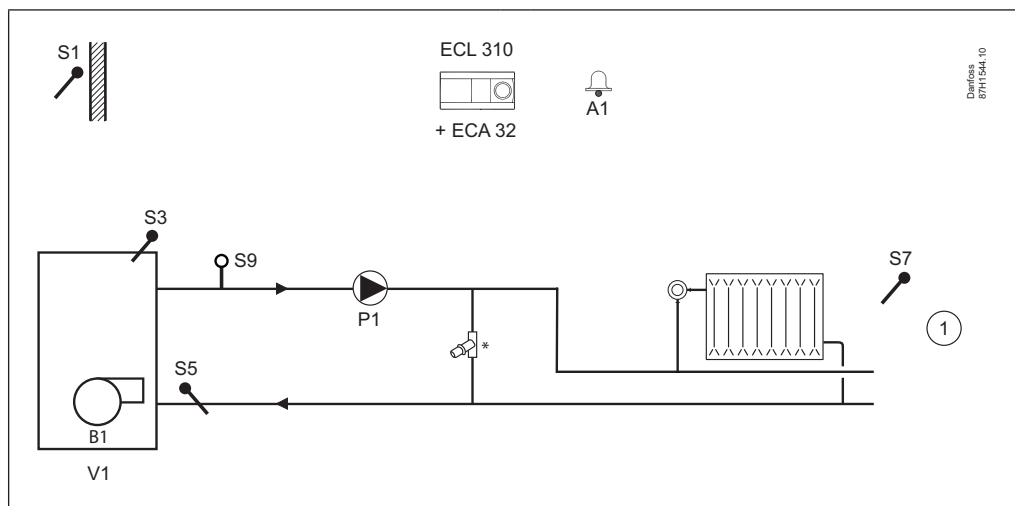 S1
ECL 310
+ ECA 32
A1
Danfoss
87H1544.10
S3
S9
P1
*
S7
1
S5
B1
V1